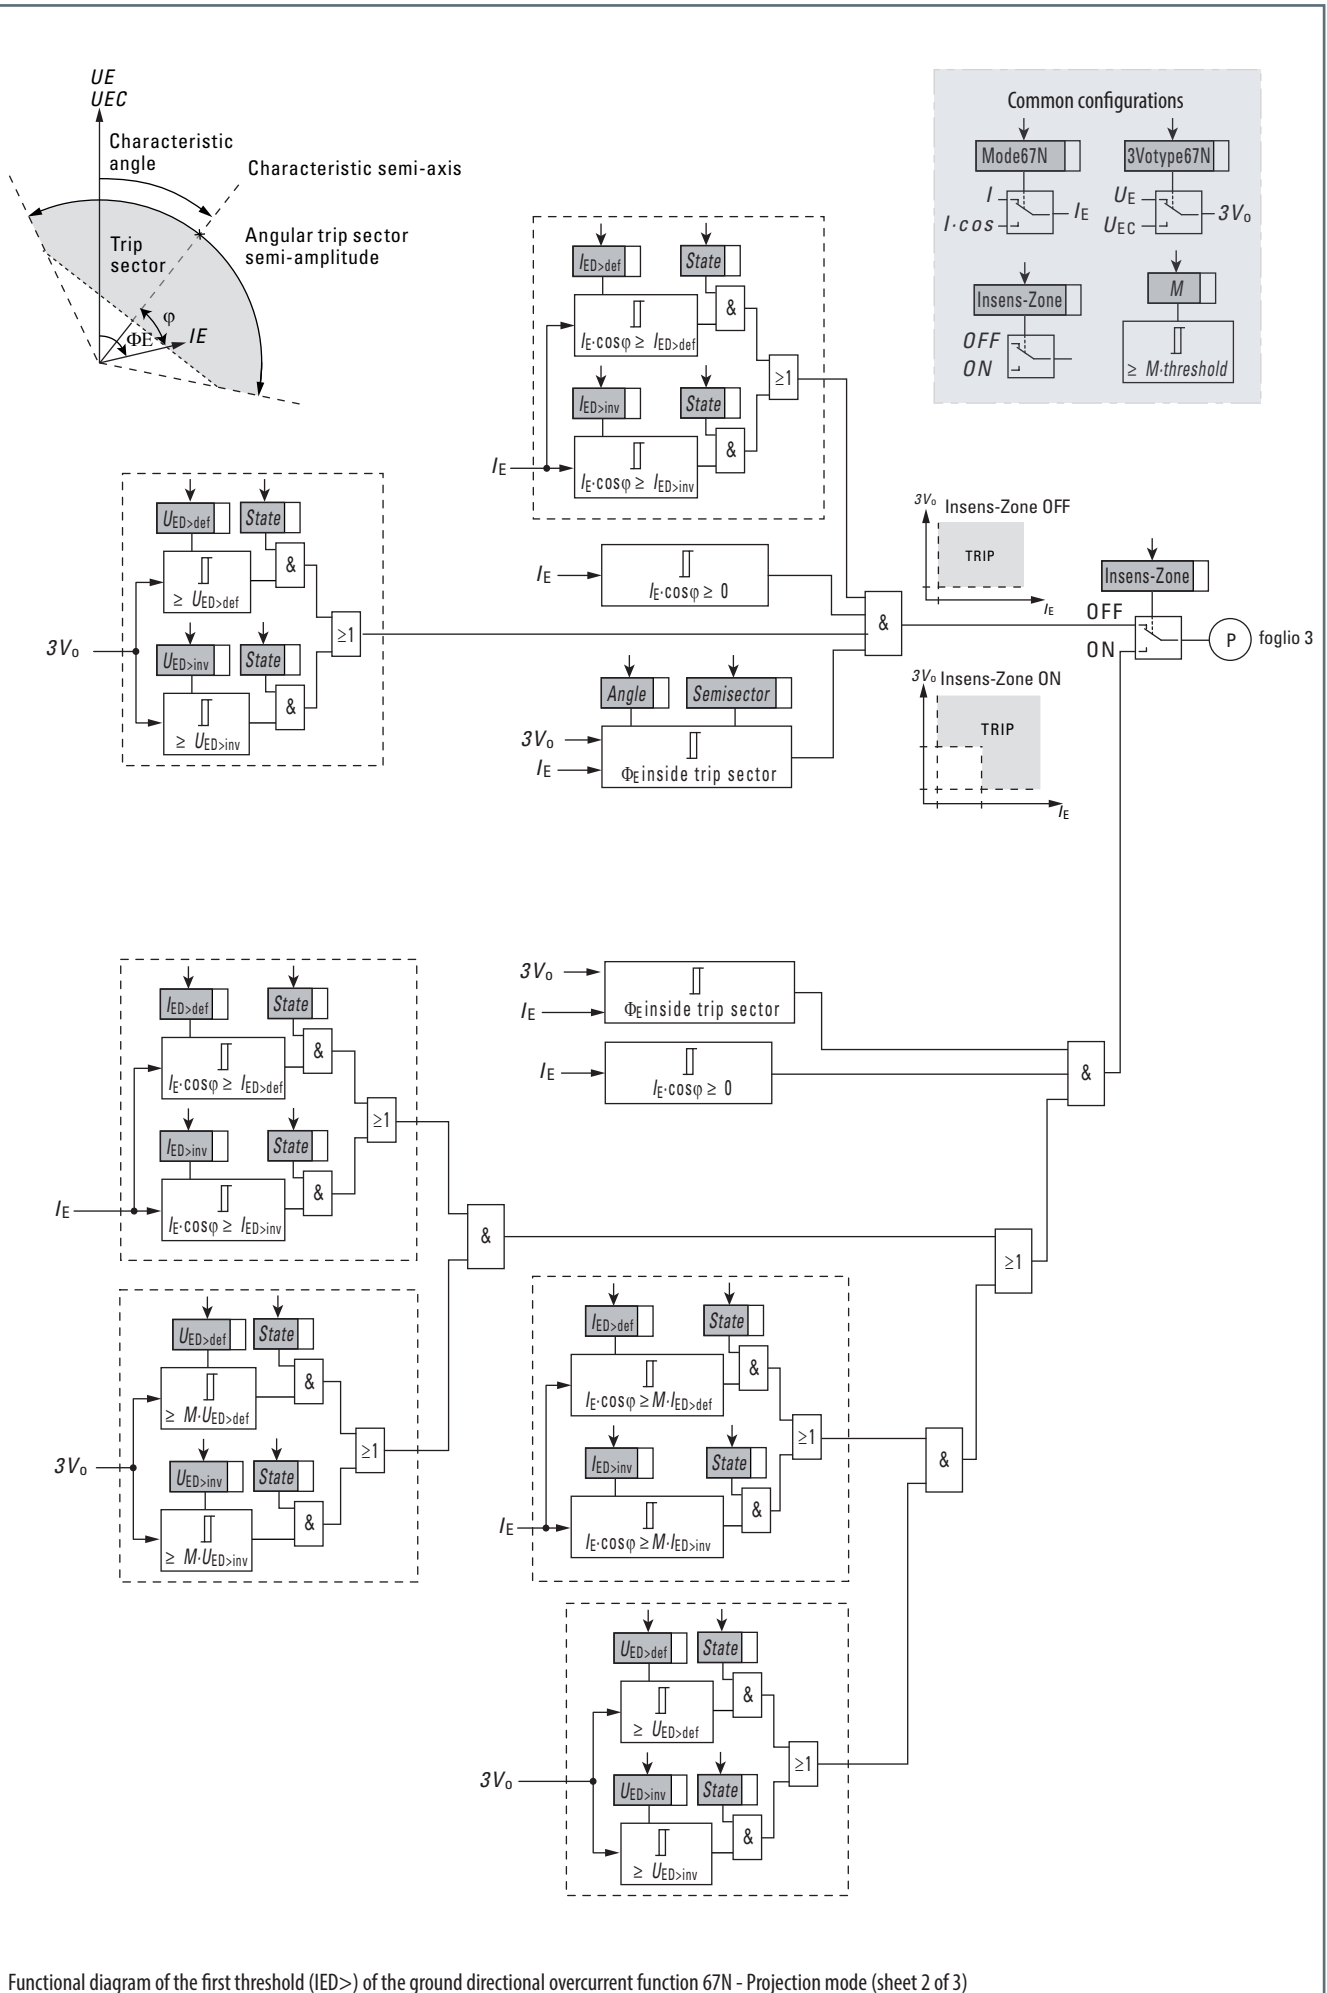 UE
UEC
Characteristic
angle
Characteristic semi-axis
Trip
sector
Angular trip sector
semi-amplitude
φ
ΦE
IE
Common configurations
Mode67N
3Votype67N
I
I·cos
IE
UE
UEC
3Vo
Insens-Zone
M
OFF
ON
≥ M·threshold
IED>def
State
&
IE·cosφ ≥ IED>def
≥1
IED>inv
State
&
IE
IE·cosφ ≥ IED>inv
UED>def
State
&
≥ UED>def
≥1
3Vo
UED>inv
State
&
≥ UED>inv
IE
IE·cosφ ≥ 0
&
Angle
Semisector
3Vo
IE
ΦE inside trip sector
3Vo
Insens-Zone OFF
TRIP
IE
3Vo
Insens-Zone ON
TRIP
IE
Insens-Zone
OFF
ON
P
foglio 3
3Vo
IE
ΦE inside trip sector
IE
IE·cosφ ≥ 0
&
IED>def
State
&
IE·cosφ ≥ IED>def
≥1
IED>inv
State
&
IE
IE·cosφ ≥ IED>inv
&
≥1
UED>def
State
&
≥ M·UED>def
≥1
3Vo
UED>inv
State
&
≥ M·UED>inv
IED>def
State
&
IE·cosφ ≥ M·IED>def
≥1
IED>inv
State
&
IE
IE·cosφ ≥ M·IED>inv
&
UED>def
State
&
≥ UED>def
≥1
3Vo
UED>inv
State
&
≥ UED>inv
Functional diagram of the first threshold (IED>) of the ground directional overcurrent function 67N - Projection mode (sheet 2 of 3)